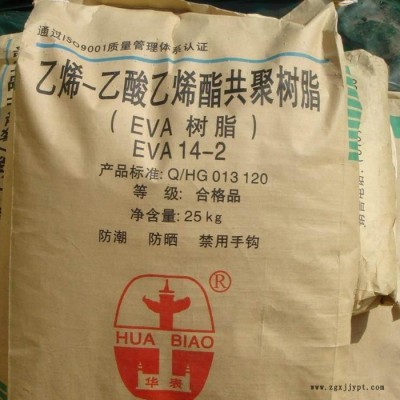 通过ISO9001质量管理体系认证
乙烯-乙酸乙烯酯共聚树脂
(EVA 树脂)
EVA 14-2
产品标准: Q/HG 013 120
等 级: 合格品
净含量: 25 kg
防潮 防晒 禁用手钩
®
HUA BIAO
华表
www.zgxjjypt.com